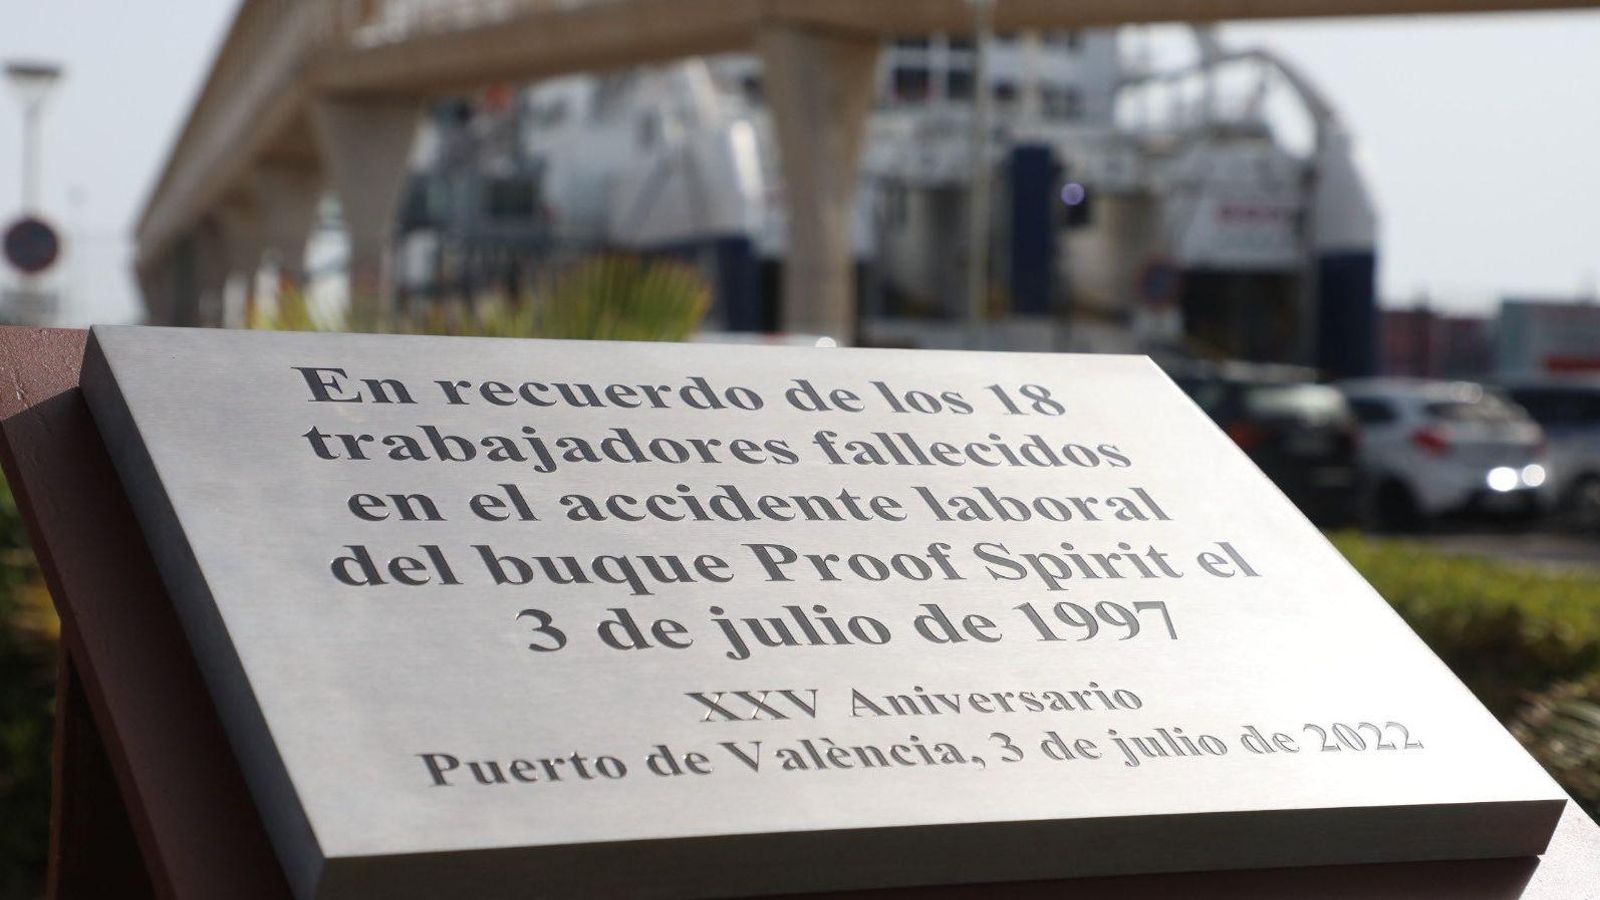 En recuerdo de los 18
trabajadores fallecidos
en el accidente laboral
del buque Proof Spirit el
3 de julio de 1997
XXV Aniversario
Puerto de València, 3 de julio de 2022